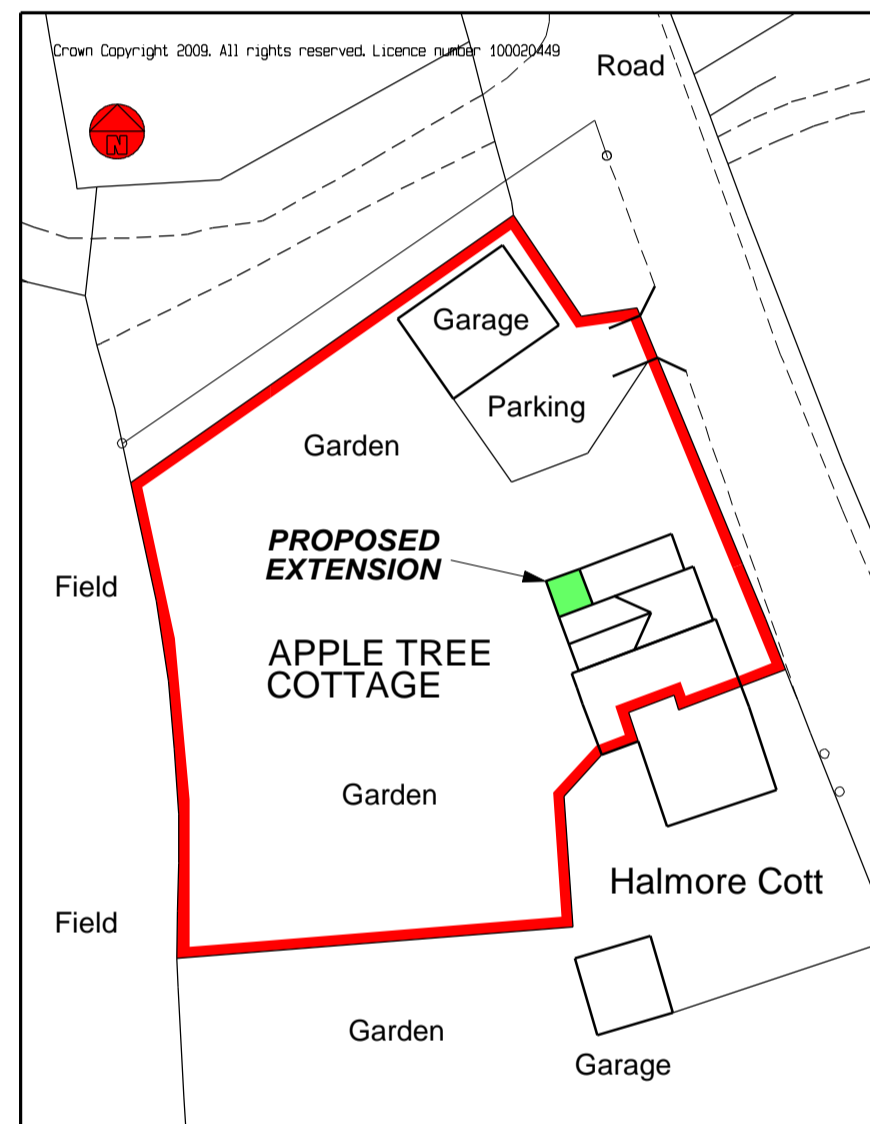 Crown Copyright 2009. All rights reserved. Licence number 100020449
Road
N
Garage
Parking
Garden
PROPOSED
EXTENSION
Field
APPLE TREE
COTTAGE
Garden
Halmore Cott
Field
Garden
Garage